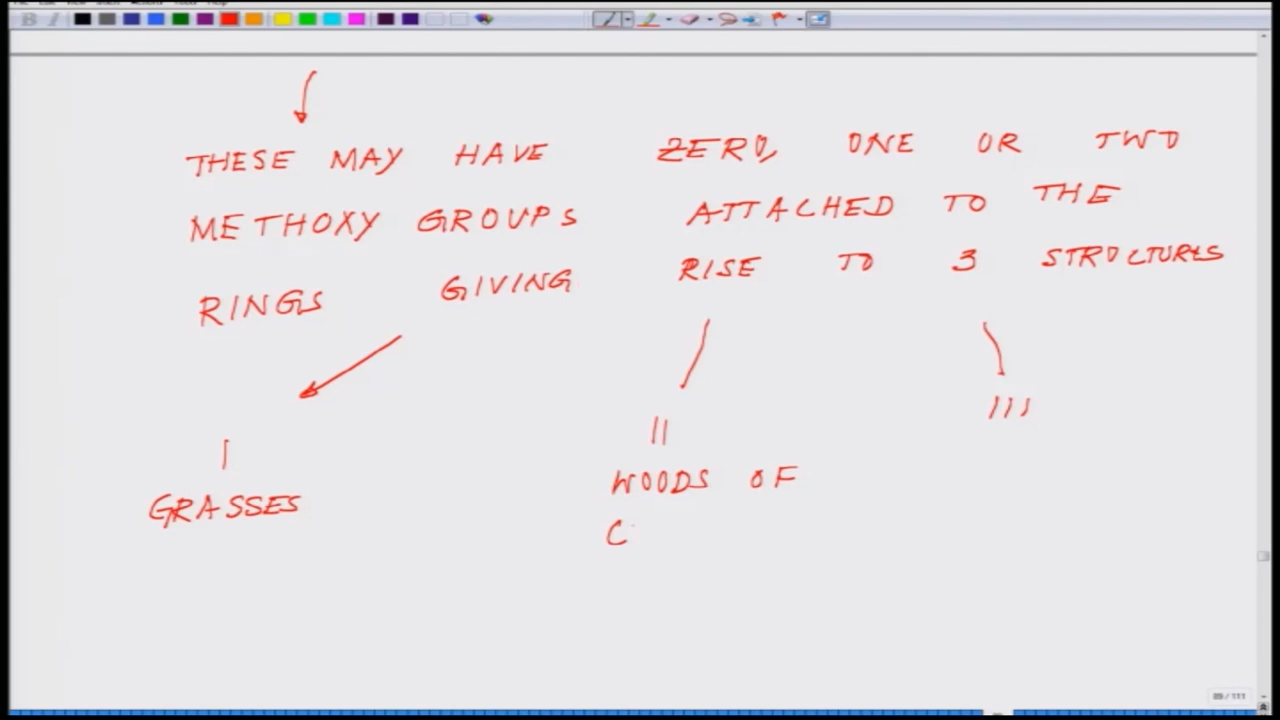 THESE MAY HAVE ZERO, ONE OR TWO
METHOXY GROUPS ATTACHED TO THE
RINGS GIVING RISE TO 3 STRUCTURES
I
II
III
GRASSES
WOODS OF
C